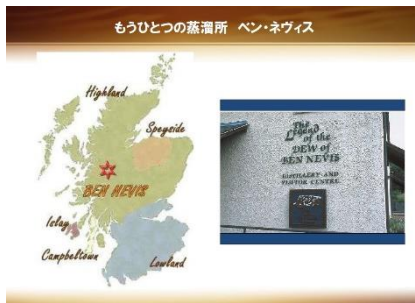 もうひとつの蒸溜所 ベン・ネヴィス
Highland
Speyside
BEN NEVIS
Islay
Campbeltown
Lowland
The
Legend of the
DEW of
BEN NEVIS
DISTILLERY AND
VISITOR CENTRE